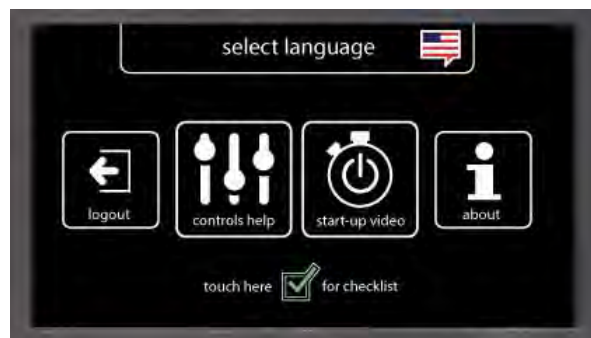 select language
logout
controls help
start-up video
about
touch here for checklist